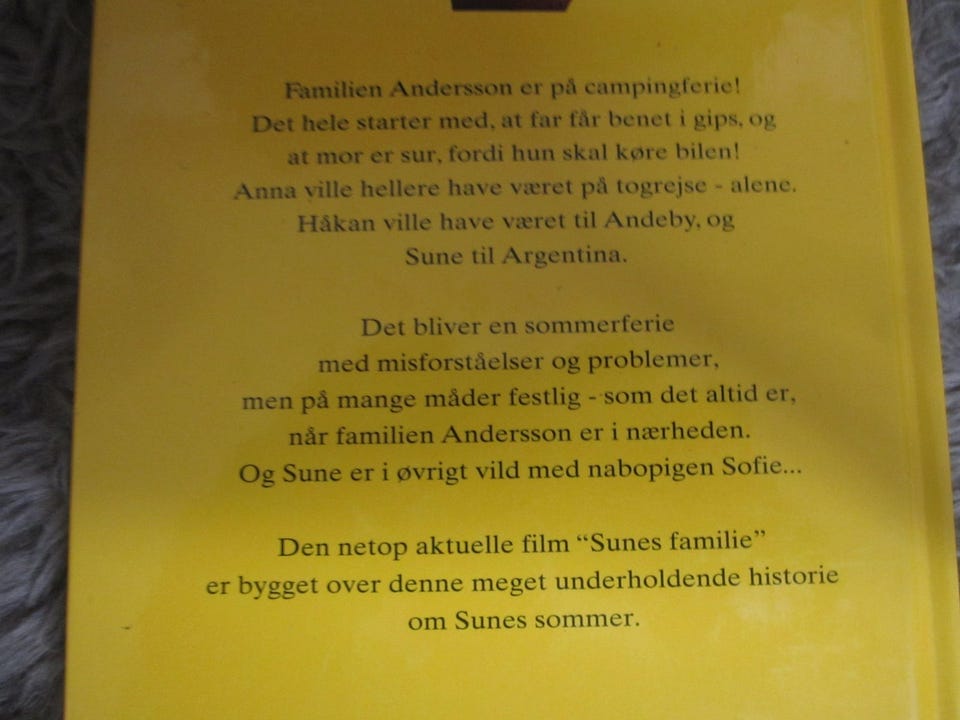 Familien Andersson er på campingferie!
Det hele starter med, at far får benet i gips, og
at mor er sur, fordi hun skal køre bilen!
Anna ville hellere have været på togrejse - alene.
Håkan ville have været til Andeby, og
Sune til Argentina.
Det bliver en sommerferie
med misforståelser og problemer,
men på mange måder festlig - som det altid er,
når familien Andersson er i nærheden.
Og Sune er i øvrigt vild med nabopigen Sofie...
Den netop aktuelle film “Sunes familie”
er bygget over denne meget underholdende historie
om Sunes sommer.